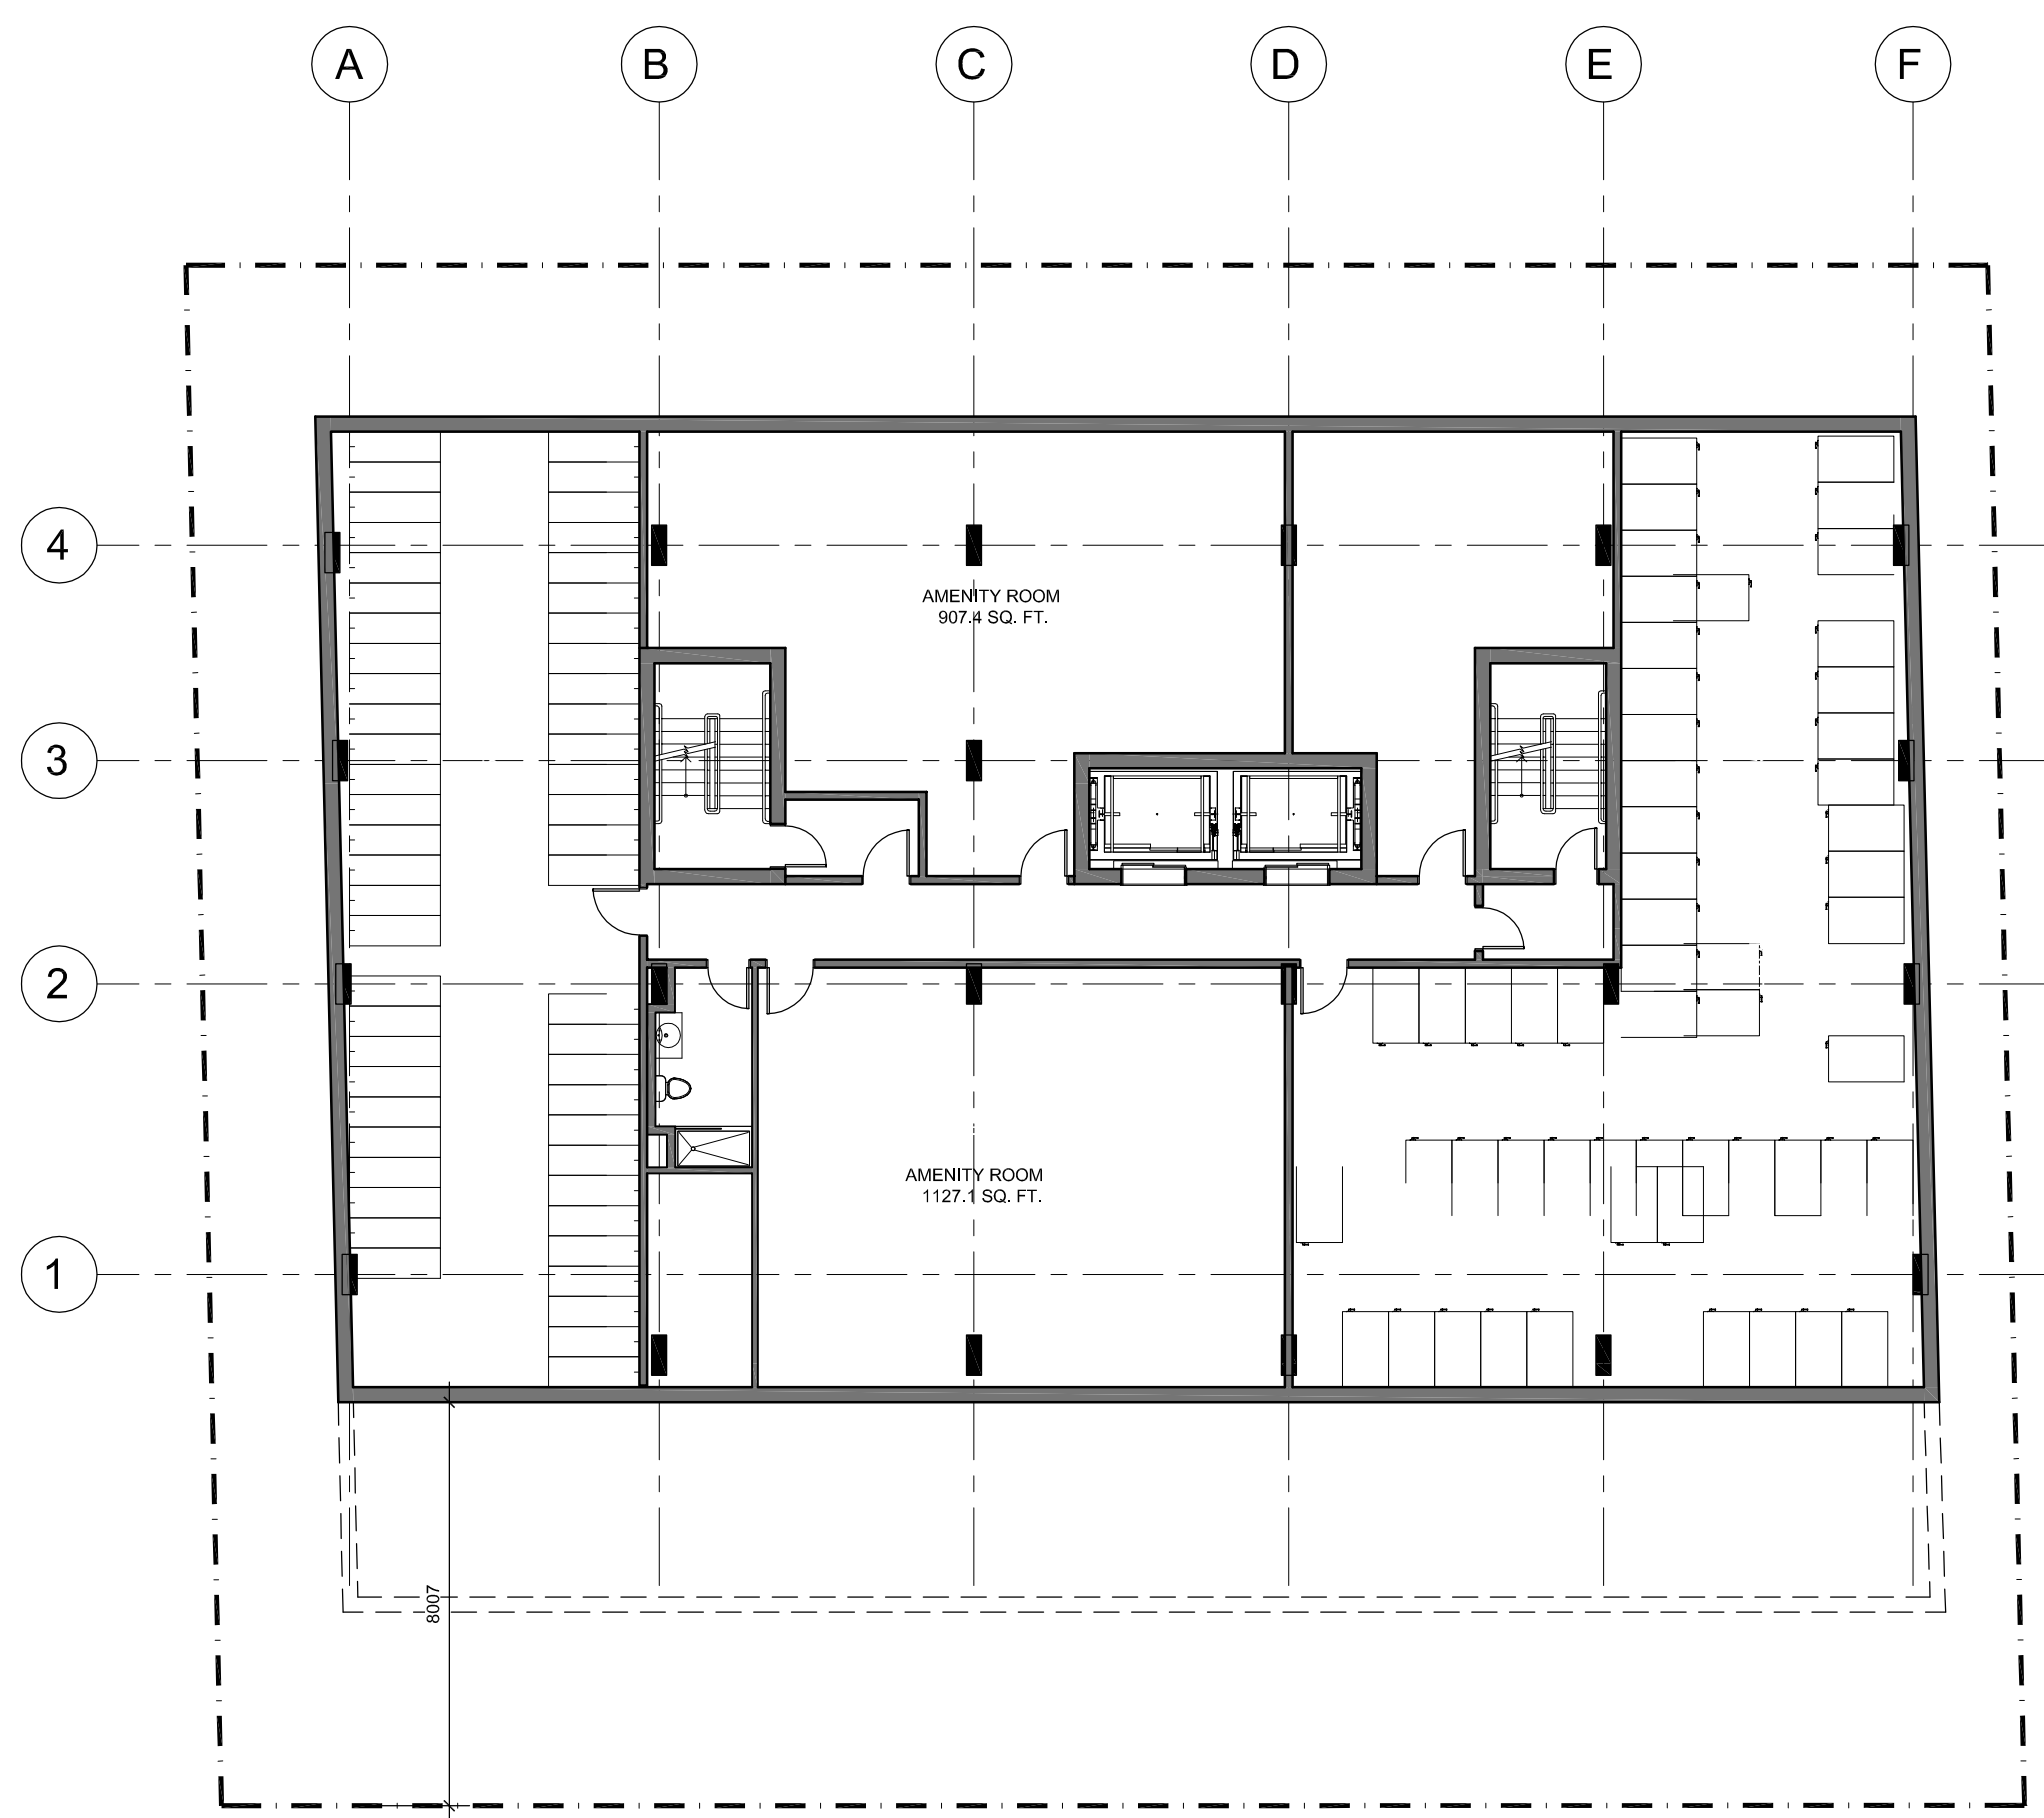 A B C D E F
4
AMENITY ROOM
907.4 SQ. FT.
3
2
AMENITY ROOM
1127.1 SQ. FT.
1
8007